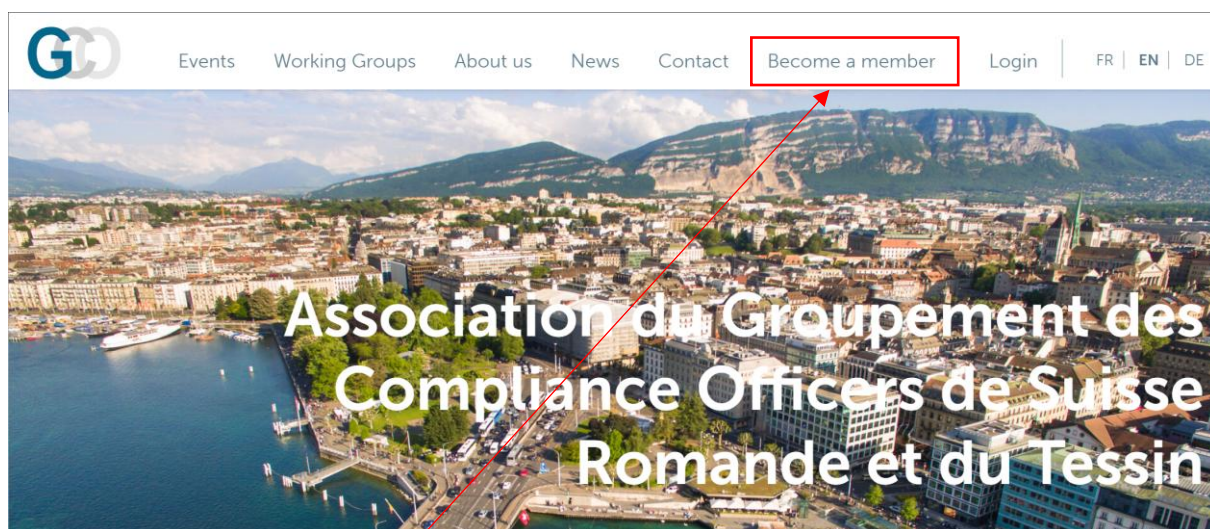 GCO
Events Working Groups About us News Contact Become a member Login FR | EN | DE
Association du Groupement des
Compliance Officers de Suisse
Romande et du Tessin